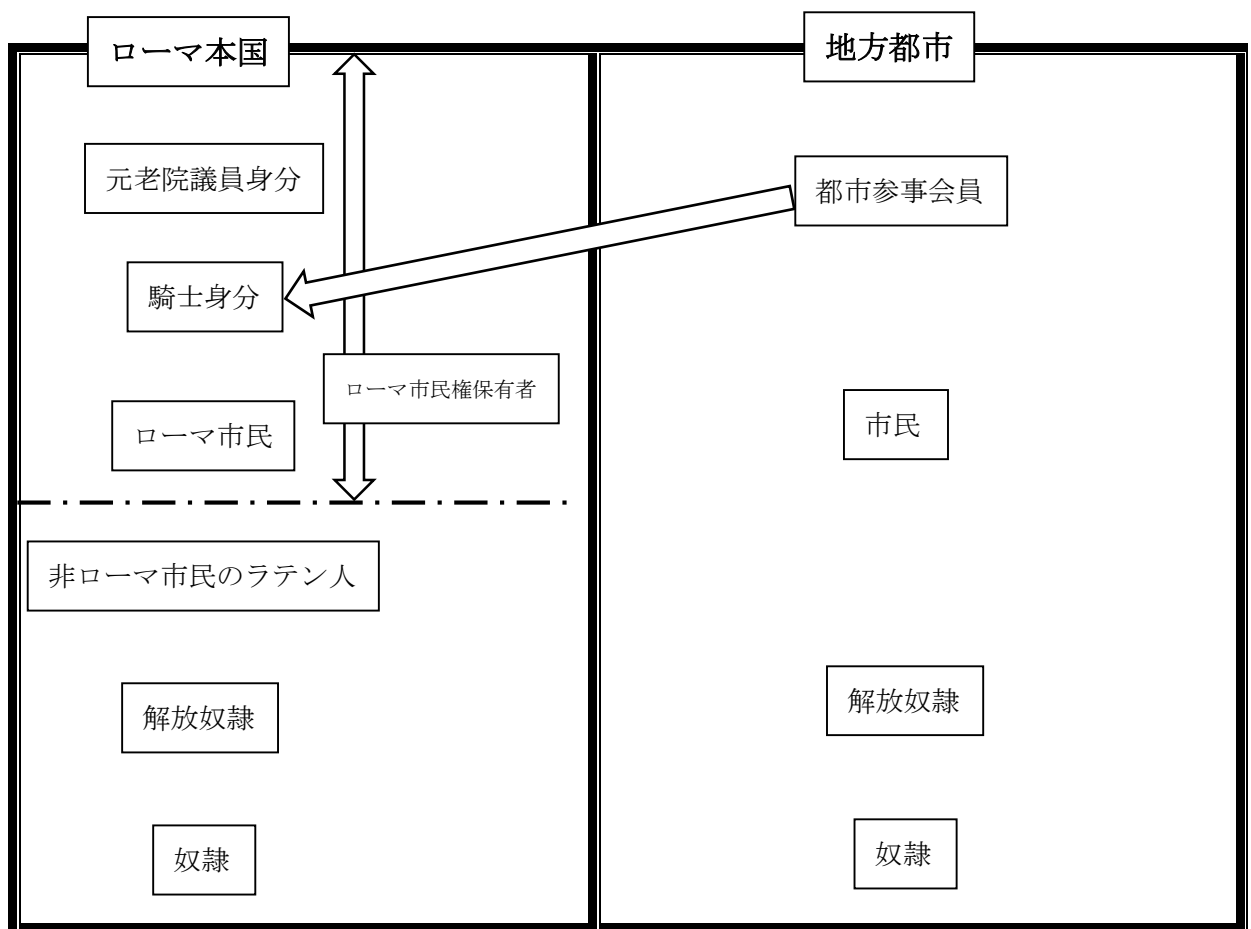 ローマ本国
元老院議員身分
騎士身分
ローマ市民権保有者
ローマ市民
非ローマ市民のラテン人
解放奴隷
奴隷
地方都市
都市参事会員
市民
解放奴隷
奴隷